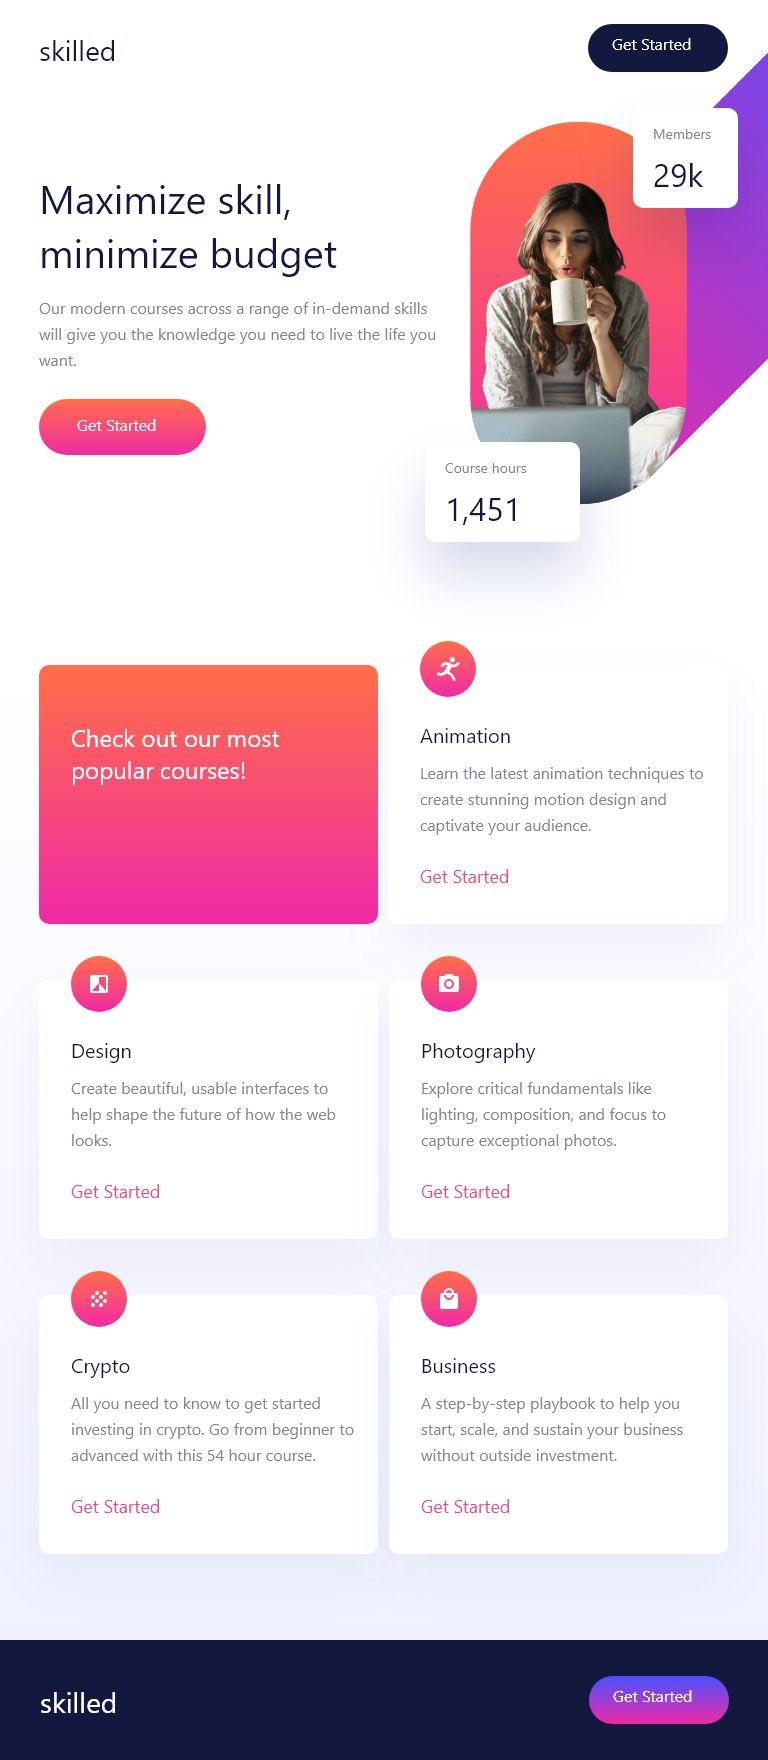 skilled
Get Started
Members
29k
Maximize skill,
minimize budget
Our modern courses across a range of in-demand skills
will give you the knowledge you need to live the life you
want.
Get Started
Course hours
1,451
Check out our most
popular courses!
Animation
Learn the latest animation techniques to
create stunning motion design and
captivate your audience.
Get Started
Design
Create beautiful, usable interfaces to
help shape the future of how the web
looks.
Get Started
Photography
Explore critical fundamentals like
lighting, composition, and focus to
capture exceptional photos.
Get Started
Crypto
All you need to know to get started
investing in crypto. Go from beginner to
advanced with this 54 hour course.
Get Started
Business
A step-by-step playbook to help you
start, scale, and sustain your business
without outside investment.
Get Started
skilled
Get Started